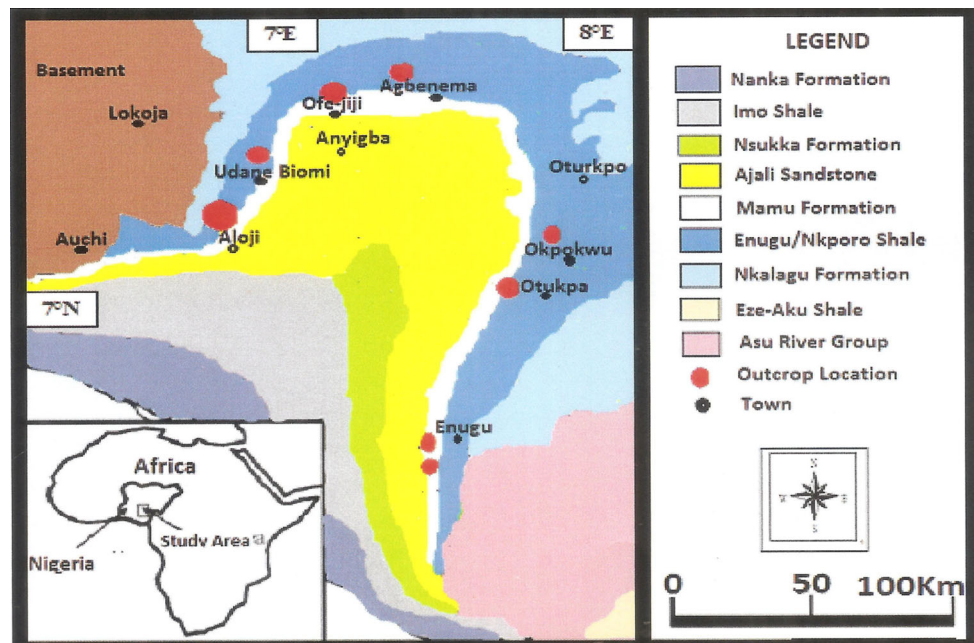 7°E
8°E
Basement
Agbenema
Lokoja
Ofe-jiji
Anyigba
Oturkpo
Udane Biomi
Auchi
Aloji
Okpokwu
Otukpa
7°N
Enugu
Africa
Study Area
Nigeria
LEGEND
Nanka Formation
Imo Shale
Nsukka Formation
Ajali Sandstone
Mamu Formation
Enugu/Nkporo Shale
Nkalagu Formation
Eze-Aku Shale
Asu River Group
Outcrop Location
Town
N
W E
S
0 50 100Km